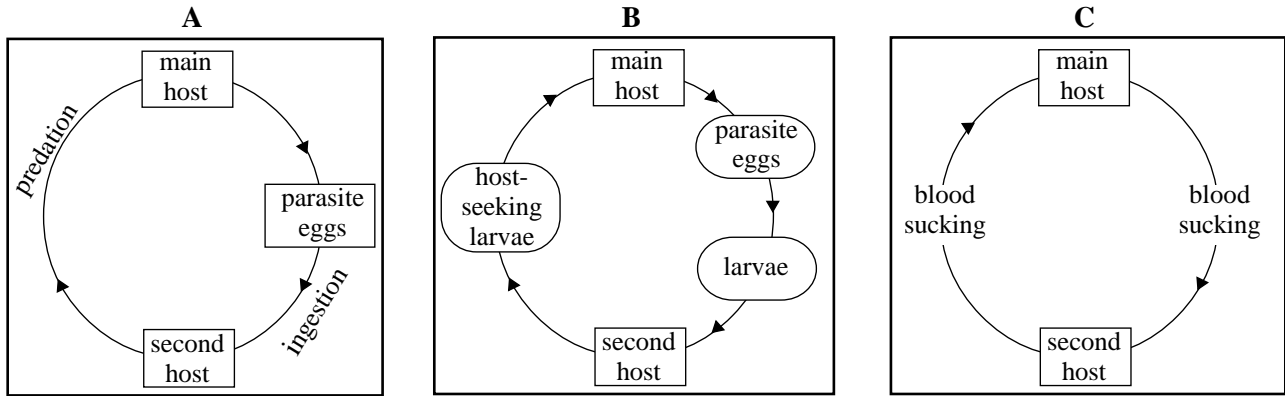 A
main
host
predation
parasite
eggs
ingestion
second
host
B
main
host
parasite
eggs
host-
seeking
larvae
larvae
second
host
C
main
host
blood
sucking
blood
sucking
second
host